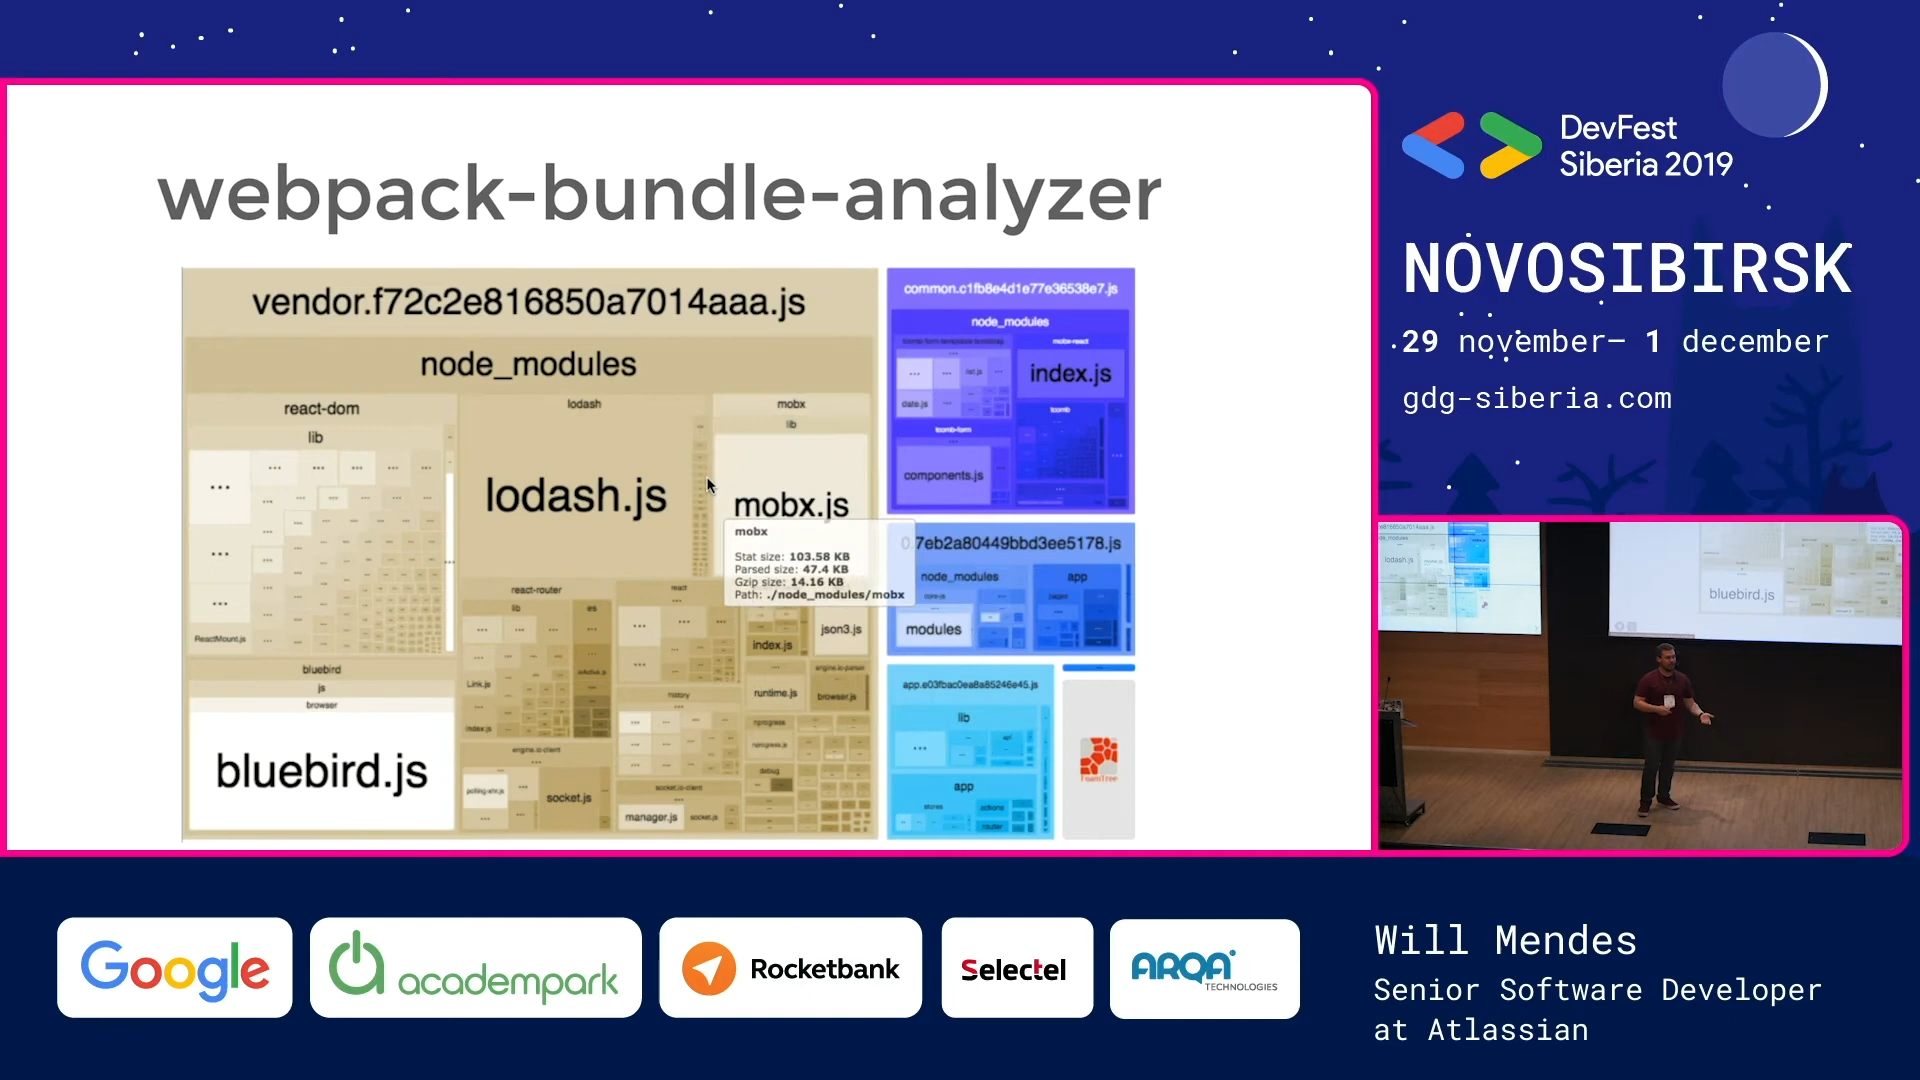 webpack-bundle-analyzer
vendor.f72c2e816850a7014aaa.js
node_modules
react-dom
lib
ReactMount.js
bluebird
js
browser
bluebird.js
lodash
lodash.js
mobx
lib
mobx.js
mobx
Stat size: 103.58 KB
Parsed size: 47.4 KB
Gzip size: 14.16 KB
Path: ./node_modules/mobx
react-router
lib
es
Link.js
index.js
react
index.js
json3.js
history
runtime.js
browser.js
engine.io-parser
nprogress
nprogress.js
debug
engine.io-client
polling-xhr.js
socket.js
socket.io-client
manager.js
socket.js
common.c1fb8e4d1e77e36538e7.js
node_modules
mobx-react
list.js
date.js
index.js
tcomb
tcomb-form
components.js
0.7eb2a80449bbd3ee5178.js
node_modules
app
core-js
modules
app.e03fbac0ea8a85246e45.js
lib
api
app
stores
actions
router
FoamTree
DevFest
Siberia 2019
NOVOSIBIRSK
29 november– 1 december
gdg-siberia.com
lodash.js
bluebird.js
Google
academpark
Rocketbank
Selectel
ARQA
TECHNOLOGIES
Will Mendes
Senior Software Developer
at Atlassian